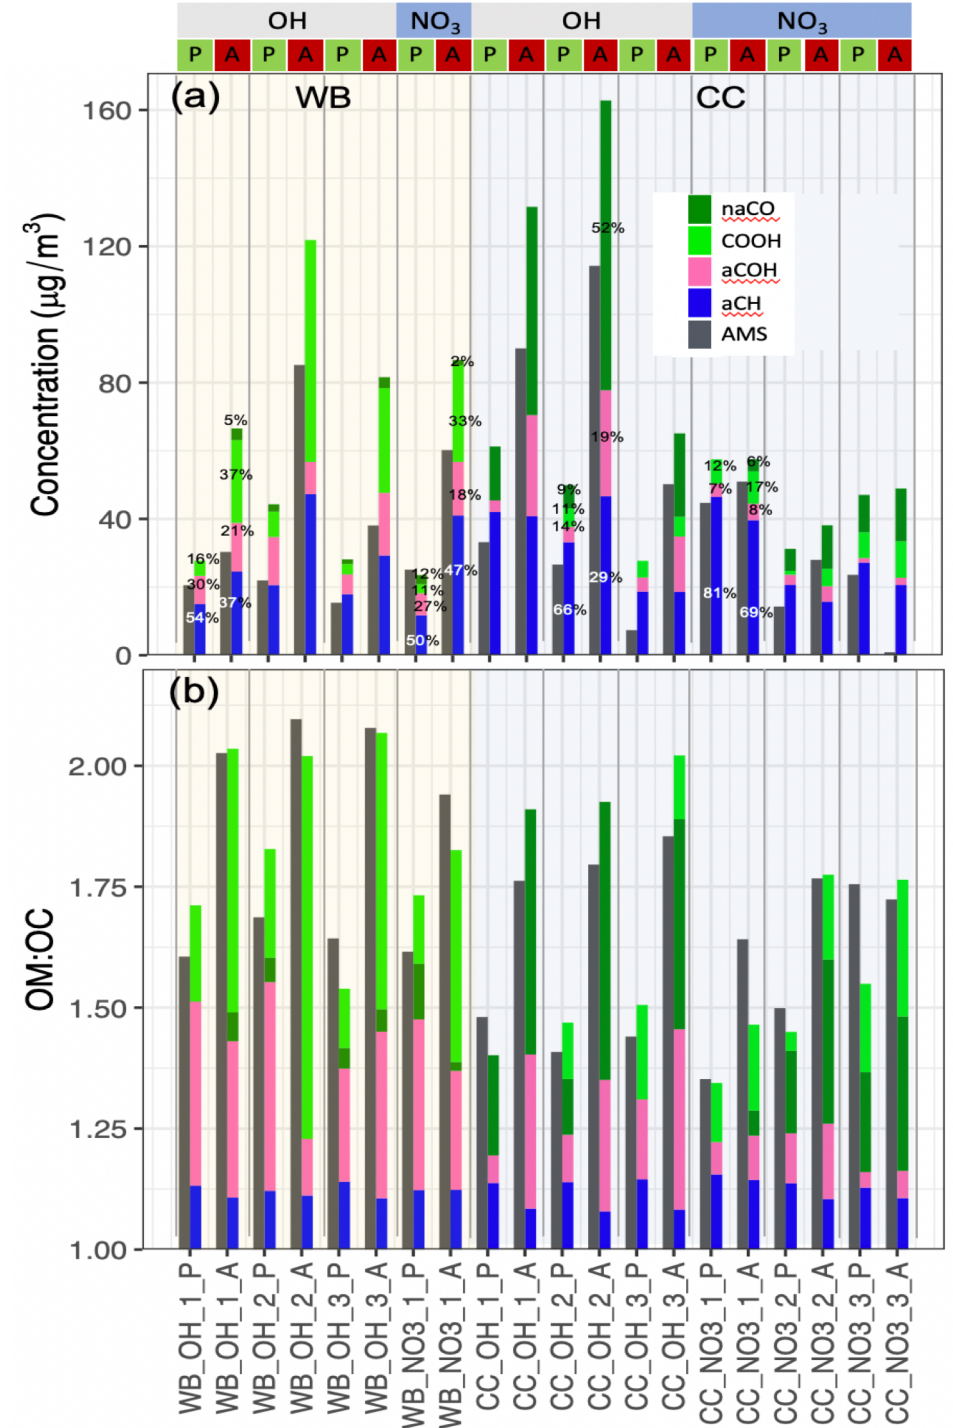 OH NO3 OH NO3
P A P A P A P A P A P A P A P A P A P A
(a) WB CC
160
120
80
40
0
Concentration (µg/m³)
naCO
COOH
aCOH
aCH
AMS
54%
30%
16%
37%
21%
37%
5%
50%
27%
11%
12%
47%
18%
33%
2%
66%
14%
11%
9%
29%
19%
52%
81%
7%
12%
69%
8%
17%
6%
(b)
2.00
1.75
1.50
1.25
1.00
OM:OC
WB_OH_1_P
WB_OH_1_A
WB_OH_2_P
WB_OH_2_A
WB_OH_3_P
WB_OH_3_A
WB_NO3_1_P
WB_NO3_1_A
CC_OH_1_P
CC_OH_1_A
CC_OH_2_P
CC_OH_2_A
CC_OH_3_P
CC_OH_3_A
CC_NO3_1_P
CC_NO3_1_A
CC_NO3_2_P
CC_NO3_2_A
CC_NO3_3_P
CC_NO3_3_A